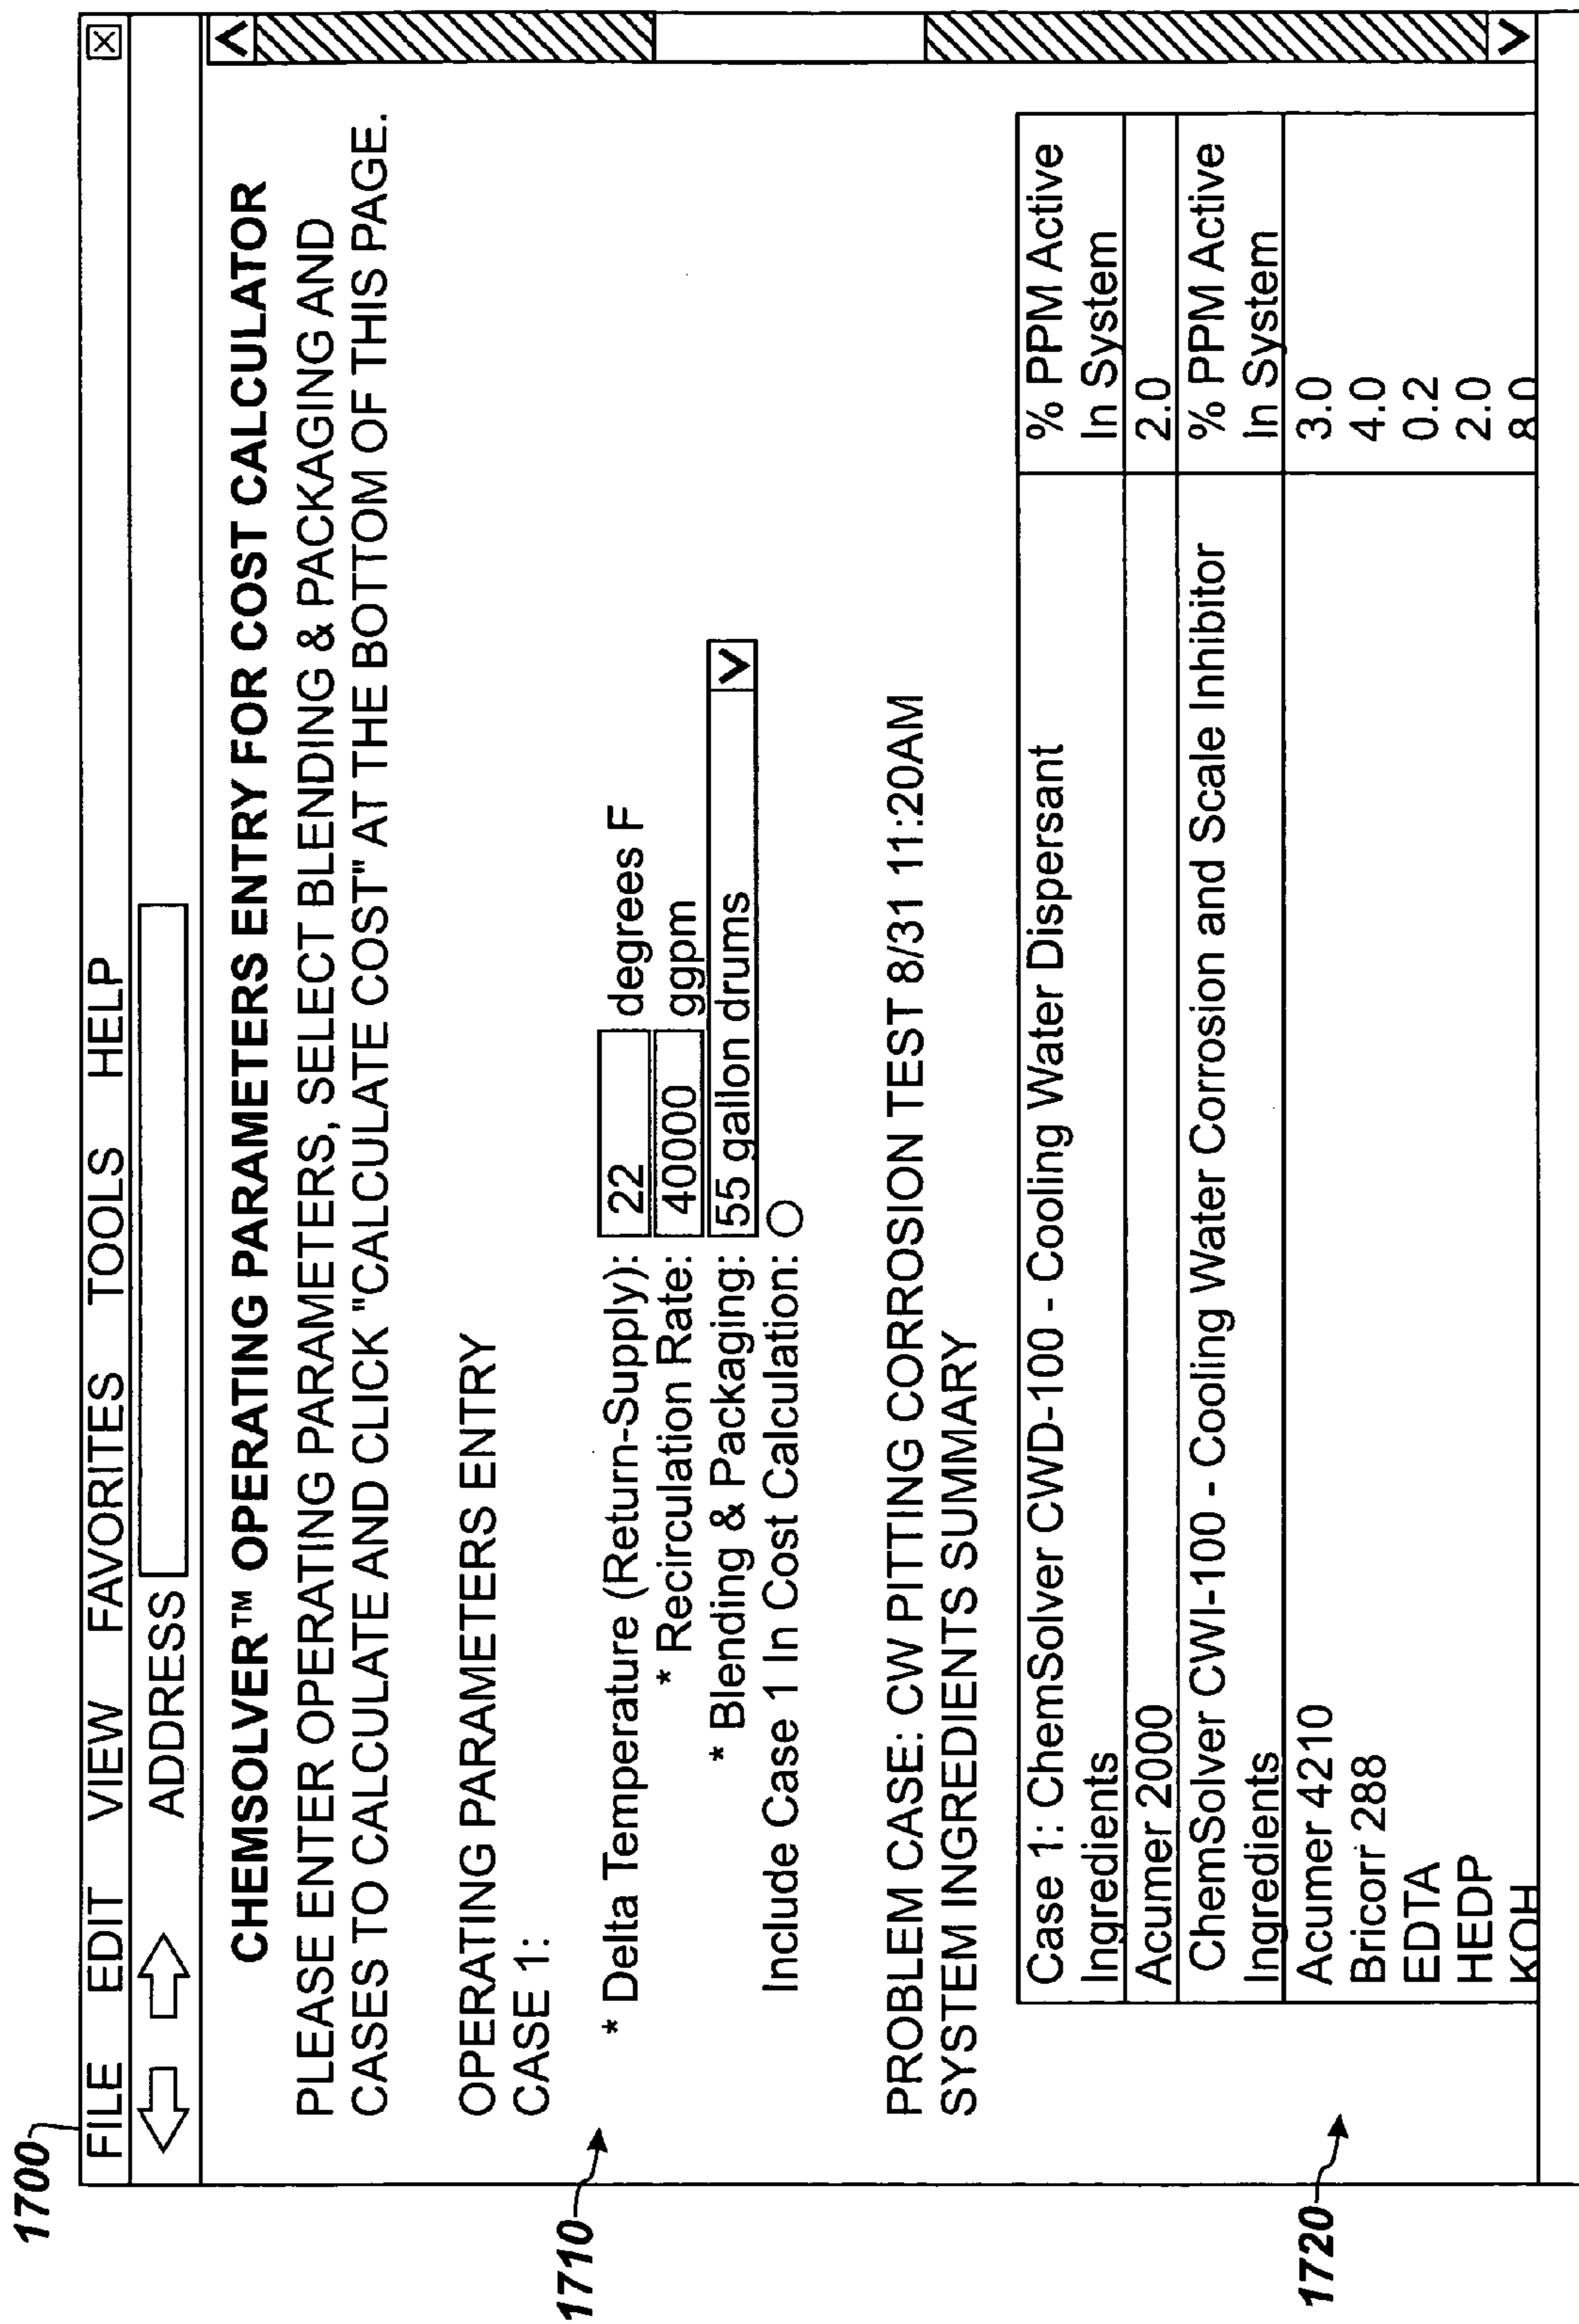 1700
FILE EDIT VIEW FAVORITES TOOLS HELP
ADDRESS
CHEMSOLVER™ OPERATING PARAMETERS ENTRY FOR COST CALCULATOR
PLEASE ENTER OPERATING PARAMETERS, SELECT BLENDING & PACKAGING AND
CASES TO CALCULATE AND CLICK "CALCULATE COST" AT THE BOTTOM OF THIS PAGE.
OPERATING PARAMETERS ENTRY
CASE 1:
1710
* Delta Temperature (Return-Supply): 22 degrees F
* Recirculation Rate: 40000 ggpm
* Blending & Packaging: 55 gallon drums
Include Case 1 In Cost Calculation:
PROBLEM CASE: CW PITTING CORROSION TEST 8/31 11:20AM
SYSTEM INGREDIENTS SUMMARY
1720
Case 1: ChemSolver CWD-100 - Cooling Water Dispersant % PPM Active
Ingredients In System
Acumer 2000 2.0
ChemSolver CWI-100 - Cooling Water Corrosion and Scale Inhibitor % PPM Active
Ingredients In System
Acumer 4210 3.0
Bricorr 288 4.0
EDTA 0.2
HEDP 2.0
KOH 8.0